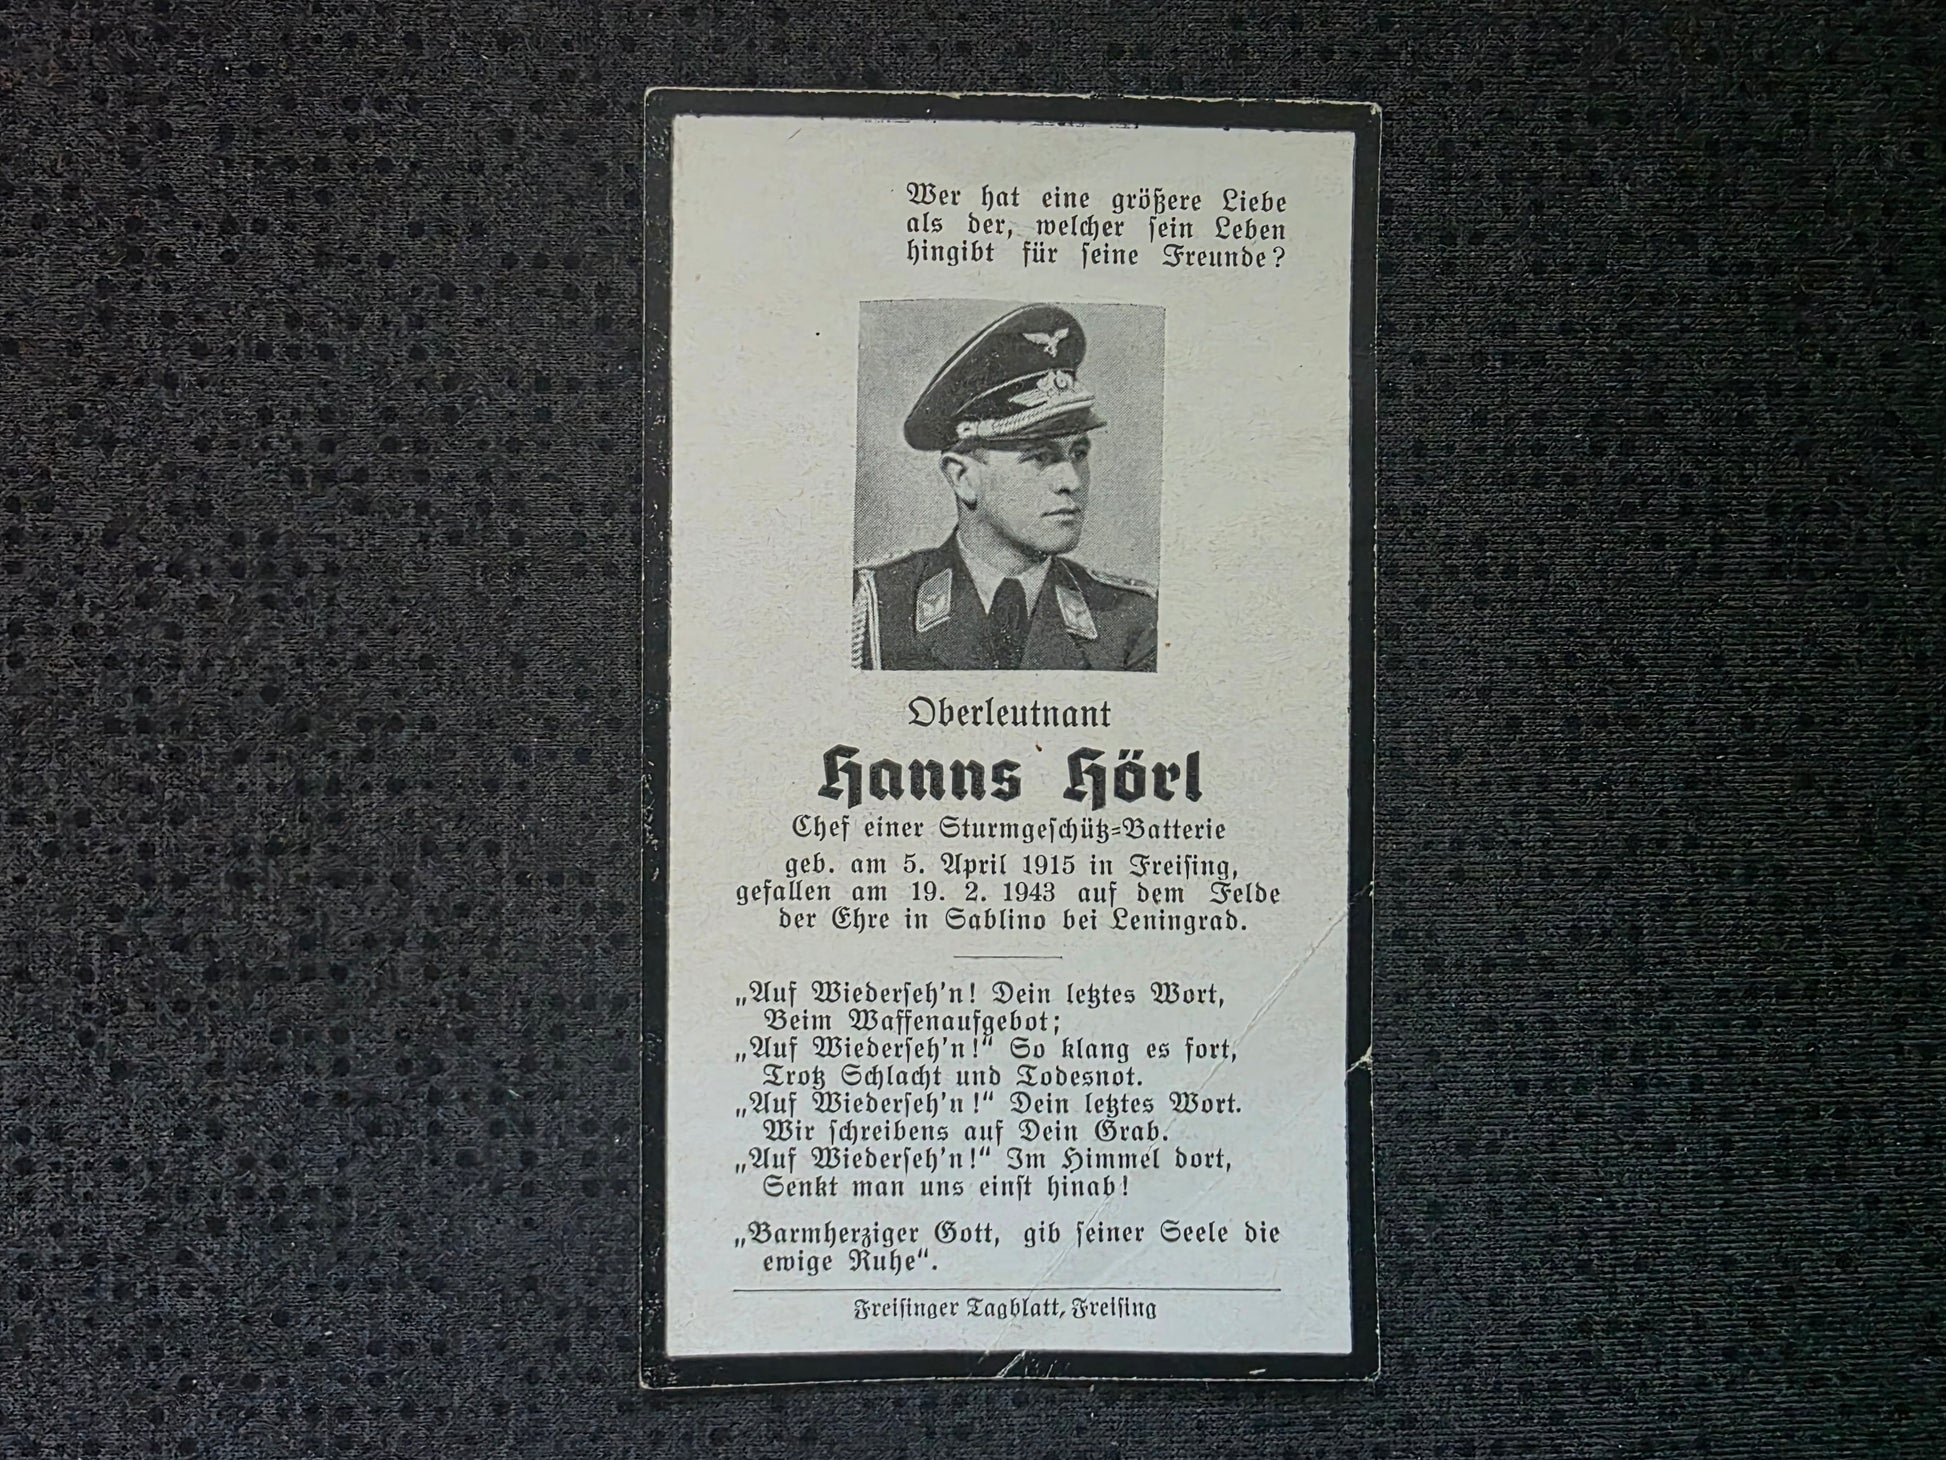 Wer hat eine größere Liebe
als der, welcher sein Leben
hingibt für seine Freunde?
Oberleutnant
Hanns Hörl
Chef einer Sturmgeschütz-Batterie
geb. am 5. April 1915 in Freising,
gefallen am 19. 2. 1943 auf dem Felde
der Ehre in Sablino bei Leningrad.
„Auf Wiederseh'n! Dein letztes Wort,
Beim Waffenaufgebot;
„Auf Wiederseh'n!“ So klang es fort,
Trotz Schlacht und Todesnot.
„Auf Wiederseh'n!“ Dein letztes Wort.
Wir schreibens auf Dein Grab.
„Auf Wiederseh'n!“ Im Himmel dort,
Senkt man uns einst hinab!
„Barmherziger Gott, gib seiner Seele die
ewige Ruhe“.
Freisinger Tagblatt, Freising